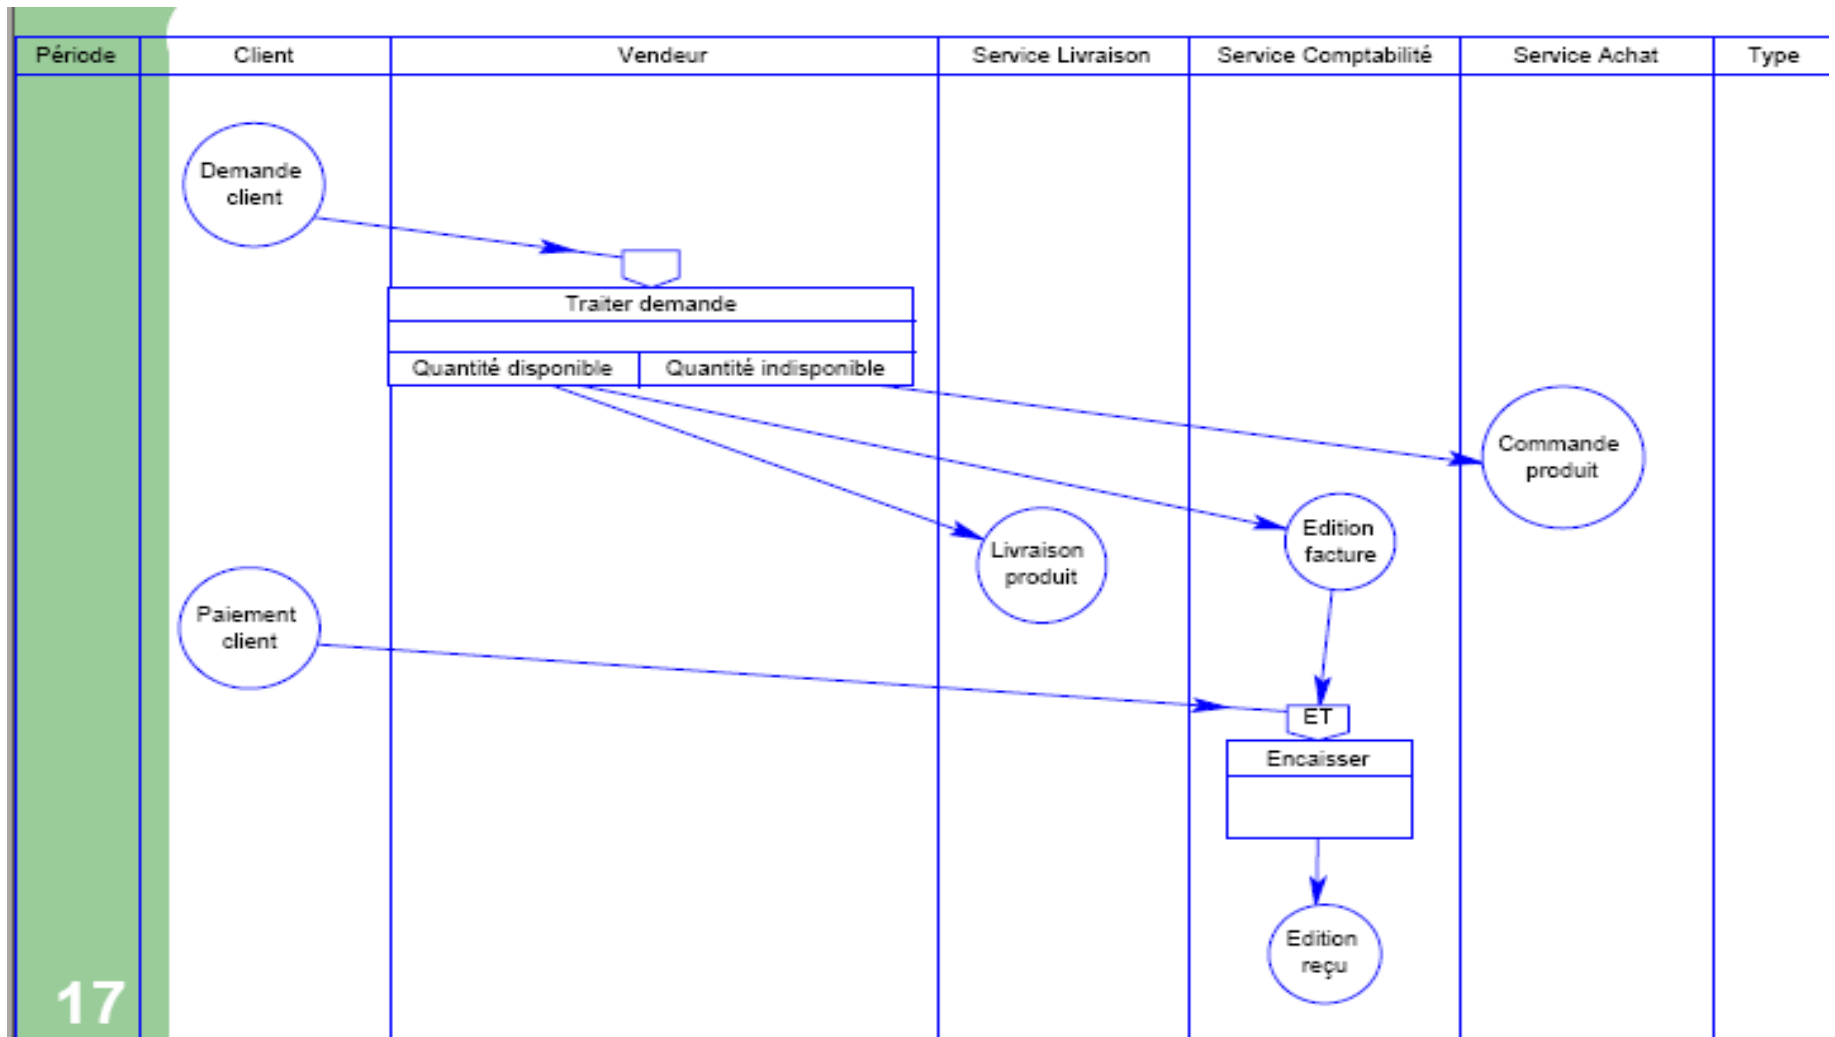 Période
Client
Vendeur
Service Livraison
Service Comptabilité
Service Achat
Type
Demande
client
Traiter demande
Quantité disponible
Quantité indisponible
Commande
produit
Edition
facture
Livraison
produit
Paiement
client
ET
Encaisser
Edition
reçu
17